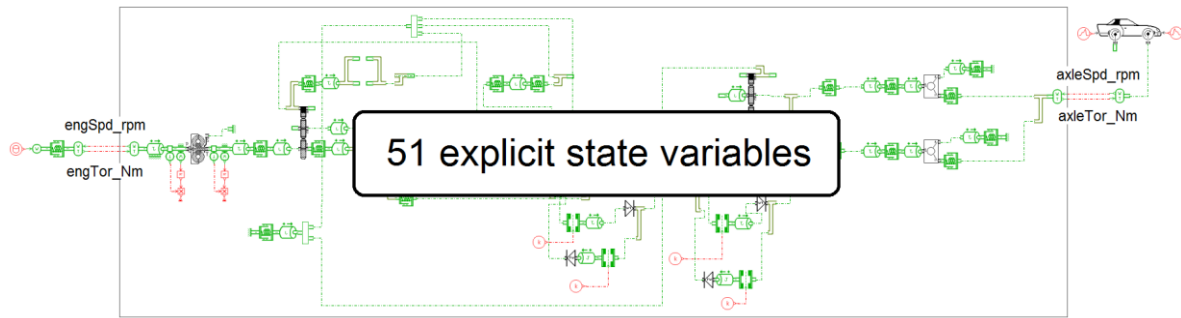 axleSpd_rpm
engSpd_rpm
axleTor_Nm
51 explicit state variables
engTor_Nm